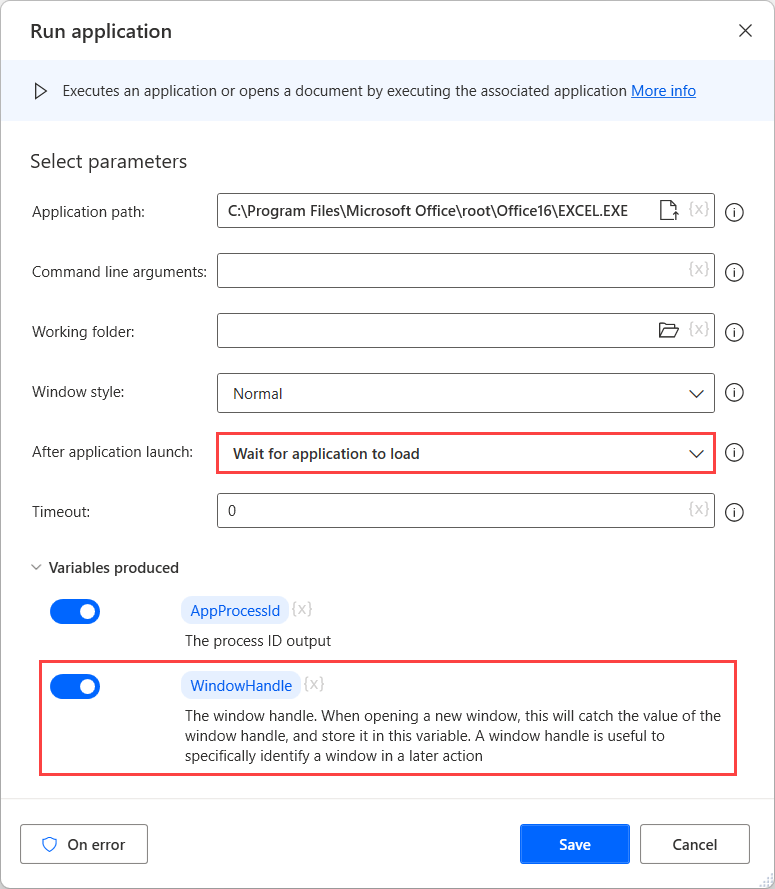 Run application
Executes an application or opens a document by executing the associated application More info
Select parameters
Application path:
C:\Program Files\Microsoft Office\root\Office16\EXCEL.EXE
{x}
Command line arguments:
{x}
Working folder:
{x}
Window style:
Normal
After application launch:
Wait for application to load
Timeout:
0
{x}
Variables produced
AppProcessId {x}
The process ID output
WindowHandle {x}
The window handle. When opening a new window, this will catch the value of the
window handle, and store it in this variable. A window handle is useful to
specifically identify a window in a later action
On error
Save
Cancel